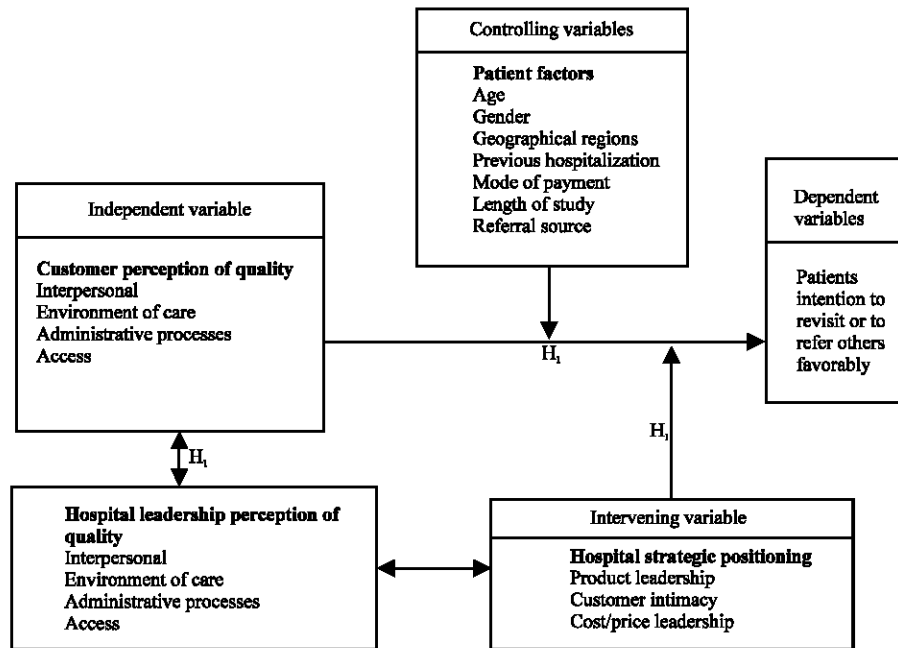 Controlling variables
Patient factors
Age
Gender
Geographical regions
Previous hospitalization
Mode of payment
Length of study
Referral source
Independent variable
Customer perception of quality
Interpersonal
Environment of care
Administrative processes
Access
Dependent
variables
Patients
intention to
revisit or to
refer others
favorably
H₁
H₁
H₁
Hospital leadership perception of
quality
Interpersonal
Environment of care
Administrative processes
Access
Intervening variable
Hospital strategic positioning
Product leadership
Customer intimacy
Cost/price leadership